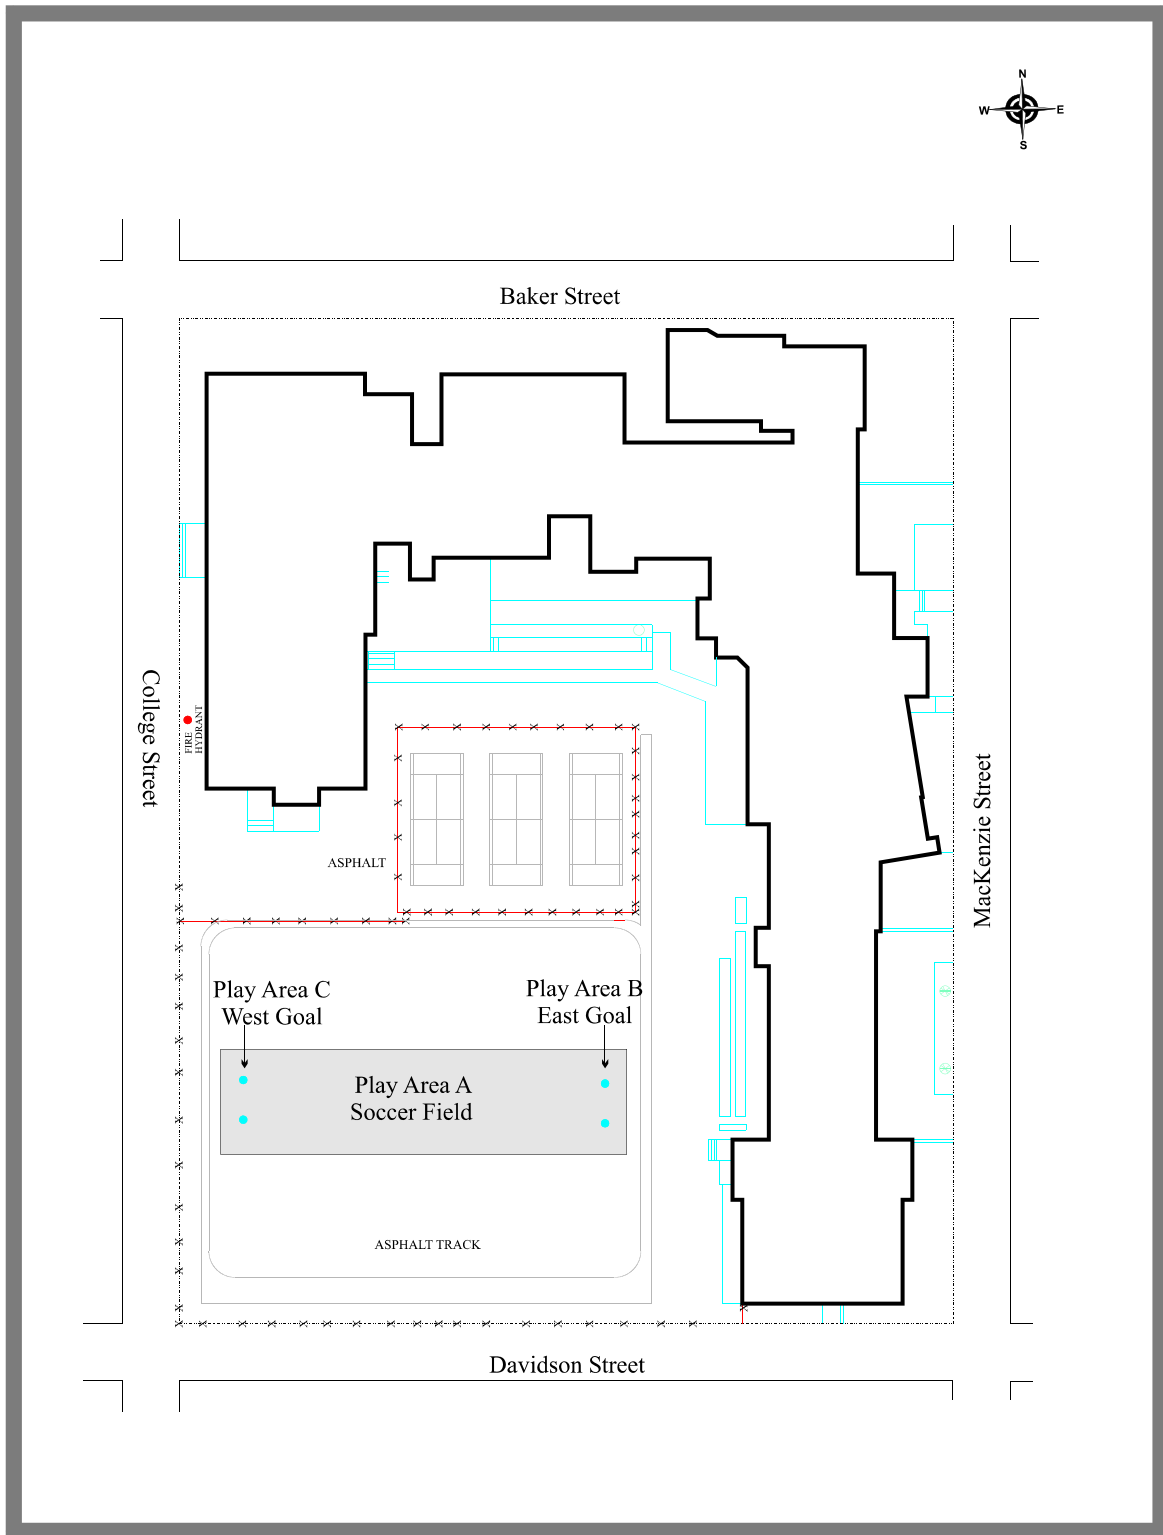 N
W E
S
Baker Street
College Street
FIRE
HYDRANT
MacKenzie Street
ASPHALT
Play Area C
West Goal
Play Area B
East Goal
Play Area A
Soccer Field
ASPHALT TRACK
Davidson Street